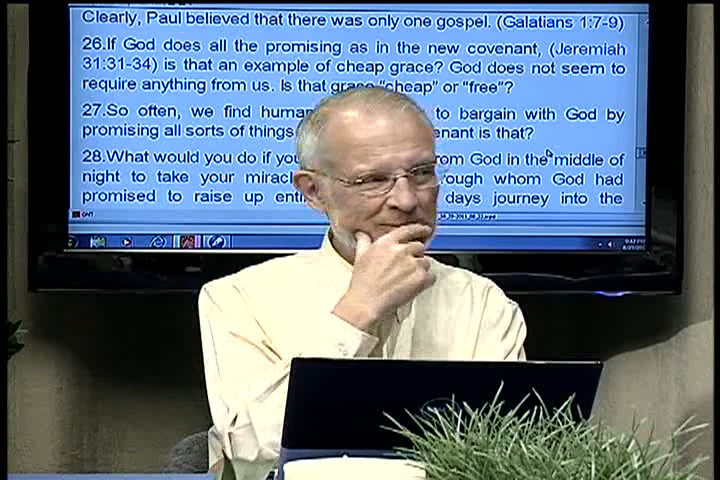 Clearly, Paul believed that there was only one gospel. (Galatians 1:7-9)
26.If God does all the promising as in the new covenant, (Jeremiah
31:31-34) is that an example of cheap grace? God does not seem to
require anything from us. Is that grace "cheap" or "free"?
27.So often, we find human to bargain with God by
promising all sorts of things enant is that?
28.What would you do if you rom God in the middle of
night to take your miracl rough whom God had
promised to raise up enti days journey into the